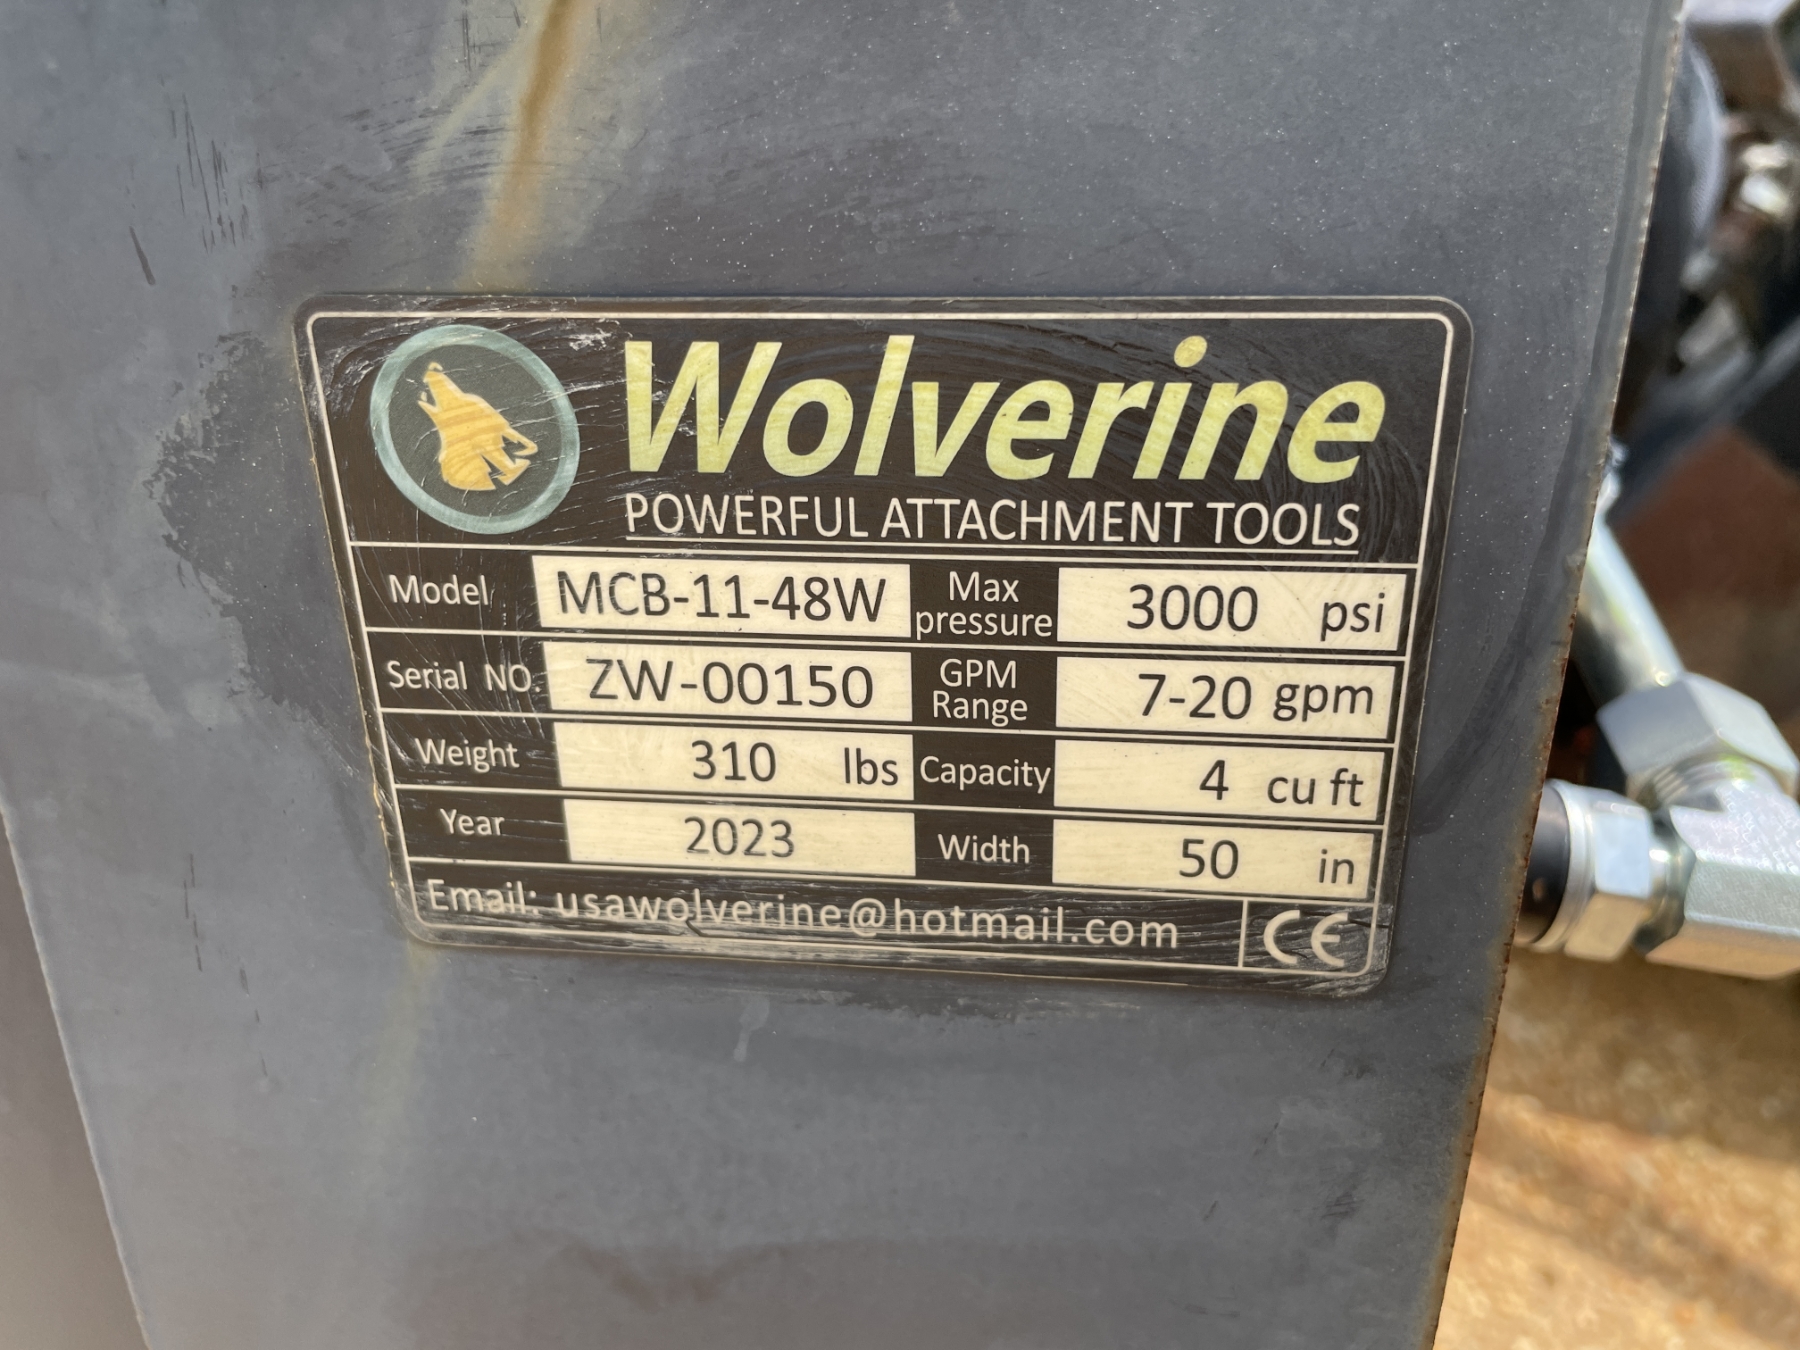 Wolverine
POWERFUL ATTACHMENT TOOLS
Model MCB-11-48W Max pressure 3000 psi
Serial NO. ZW-00150 GPM Range 7-20 gpm
Weight 310 lbs Capacity 4 cu ft
Year 2023 Width 50 in
Email: usawolverine@hotmail.com CE